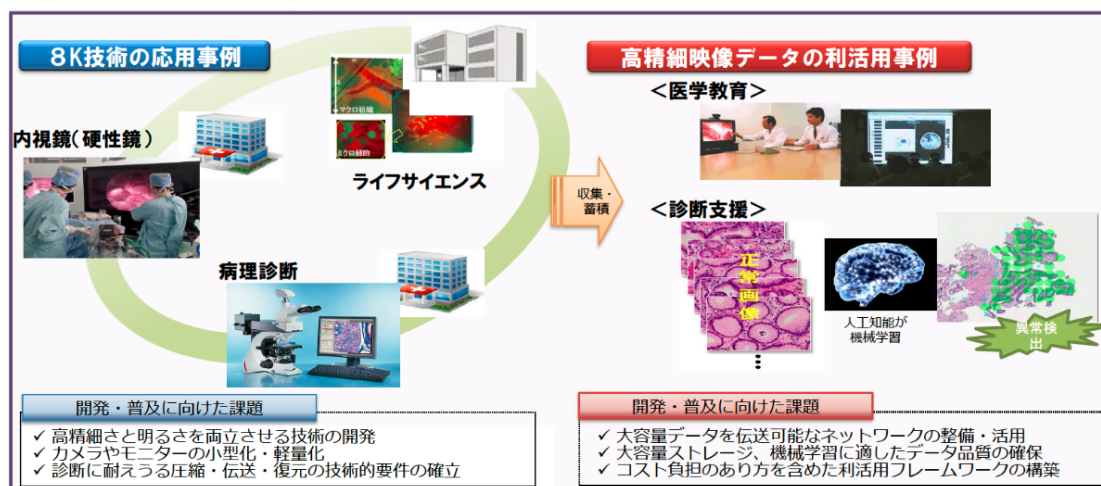 8K技術の応用事例
内視鏡(硬性鏡)
マクロ組織
ミクロ細胞
ライフサイエンス
病理診断
収集・
蓄積
開発・普及に向けた課題
✓ 高精細さと明るさを両立させる技術の開発
✓ カメラやモニターの小型化・軽量化
✓ 診断に耐えうる圧縮・伝送・復元の技術的要件の確立
高精細映像データの利活用事例
<医学教育>
<診断支援>
正常画像
人工知能が
機械学習
異常検
出
開発・普及に向けた課題
✓ 大容量データを伝送可能なネットワークの整備・活用
✓ 大容量ストレージ、機械学習に適したデータ品質の確保
✓ コスト負担のあり方を含めた利活用フレームワークの構築